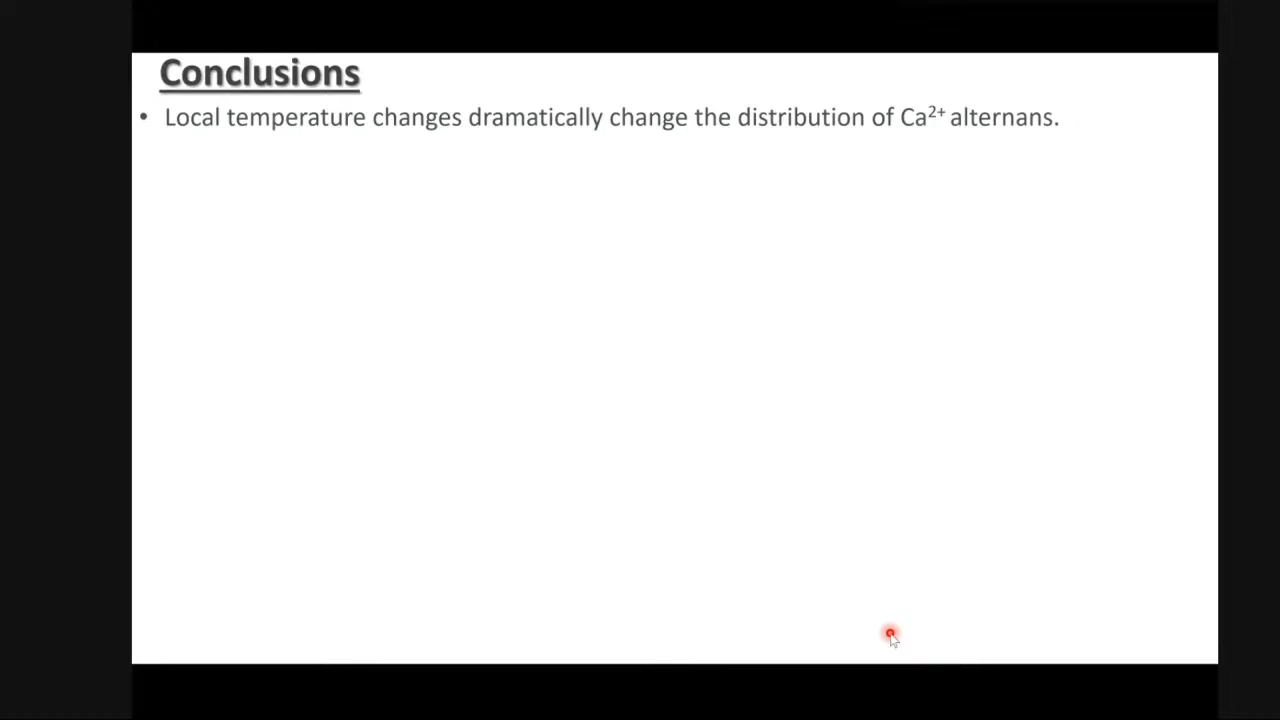 Conclusions
• Local temperature changes dramatically change the distribution of Ca²⁺ alternans.